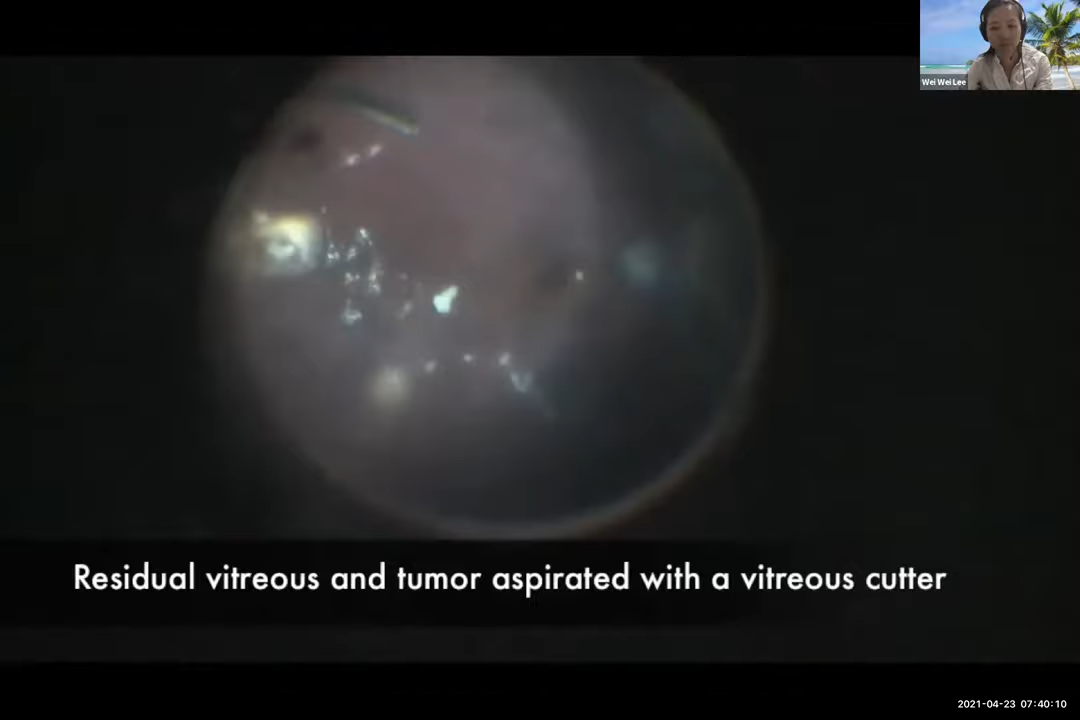 Wei Wei Lee
Residual vitreous and tumor aspirated with a vitreous cutter
2021-04-23 07:40:10